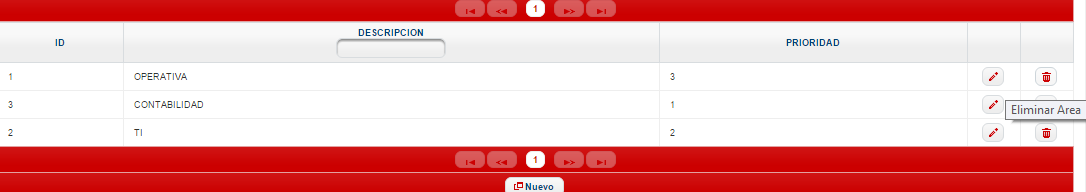 1
ID DESCRIPCION PRIORIDAD
1 OPERATIVA 3
3 CONTABILIDAD 1
Eliminar Area
2 TI 2
1
Nuevo